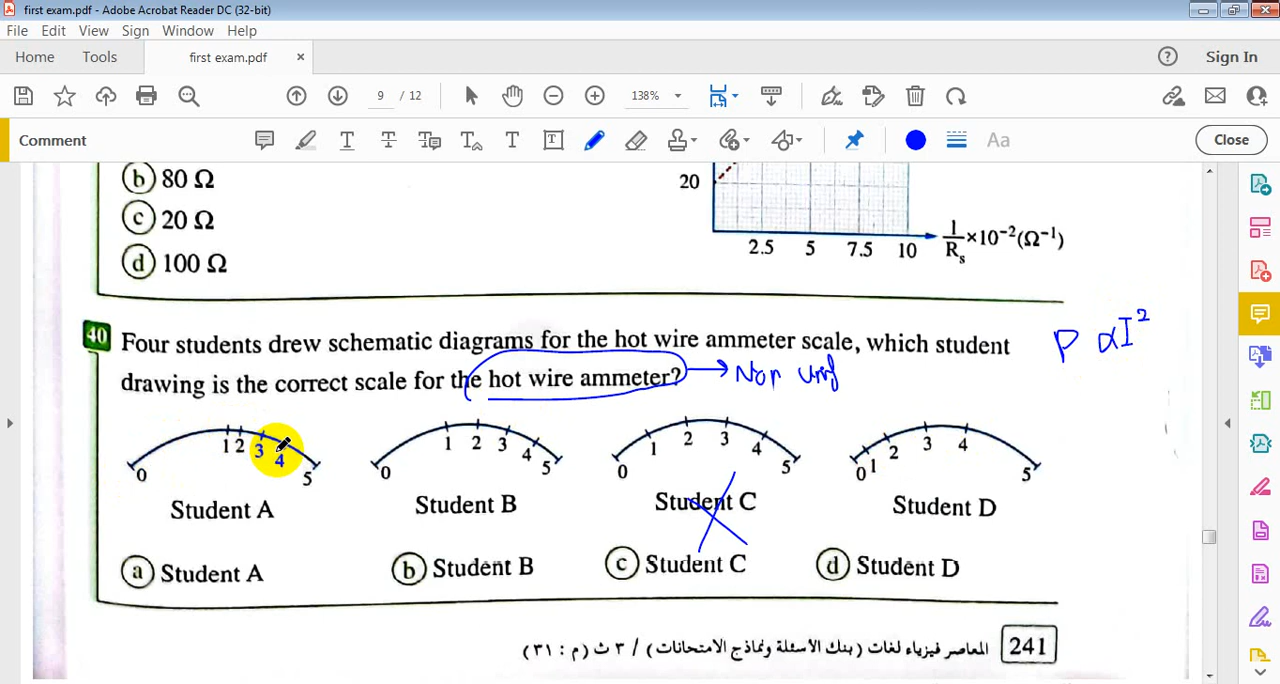 first exam.pdf - Adobe Acrobat Reader DC (32-bit)
File Edit View Sign Window Help
Home Tools first exam.pdf × Sign In
9 / 12 138%
Comment Aa Close
b 80 Ω
c 20 Ω
d 100 Ω
20
2.5 5 7.5 10
1/Rs ×10⁻²(Ω⁻¹)
40 Four students drew schematic diagrams for the hot wire ammeter scale, which student
drawing is the correct scale for the hot wire ammeter?
P α I²
Non unif
0 1 2 3 4 5
0 1 2 3 4 5
0 1 2 3 4 5
0 1 2 3 4 5
Student A Student B Student C Student D
a Student A b Student B c Student C d Student D
المعاصر فيزياء لغات (بنك الأسئلة ونماذج الامتحانات) / ٣ ث (م : ٣١) 241